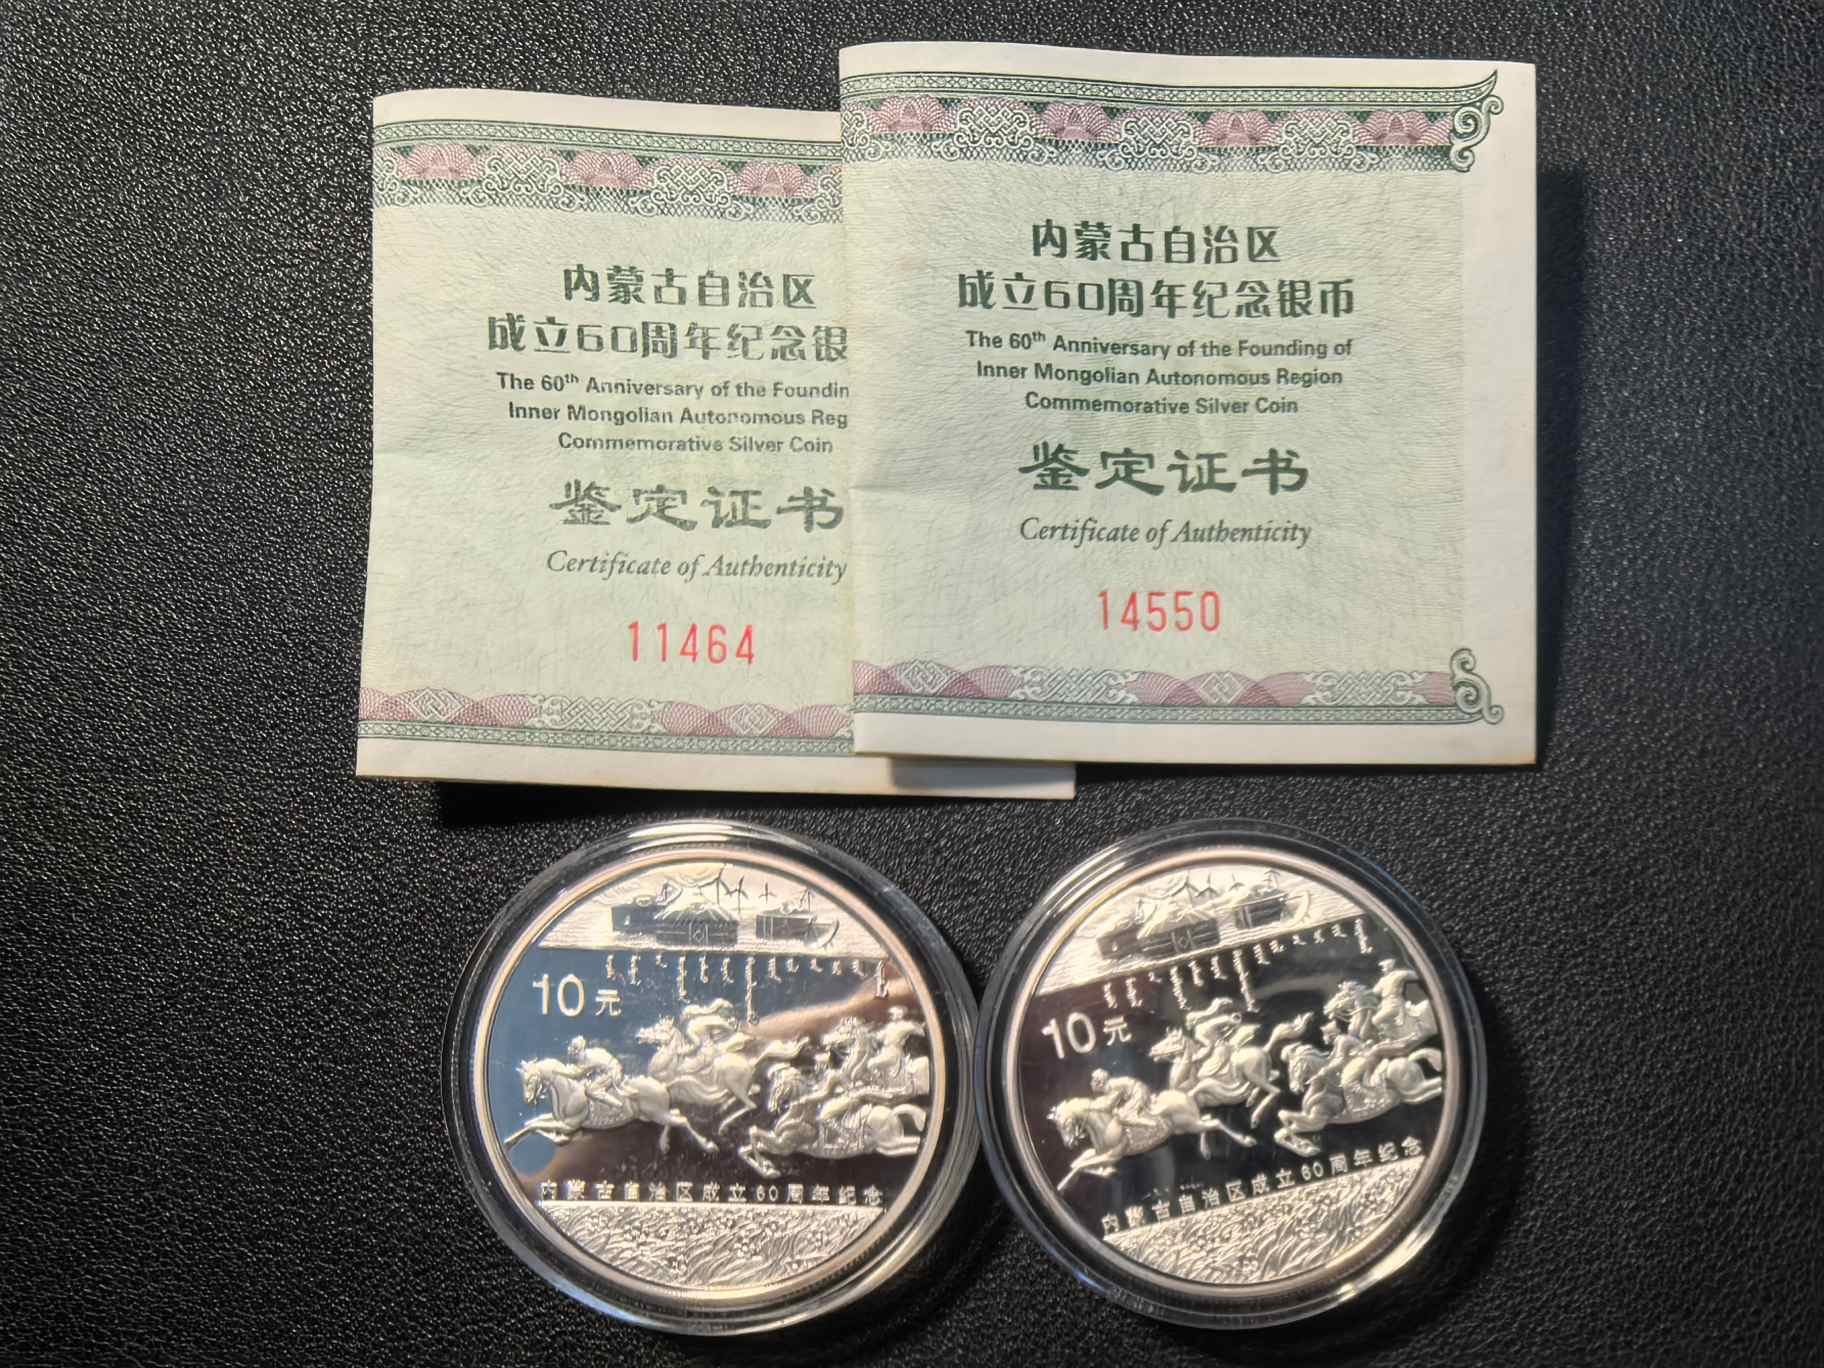 内蒙古自治区
成立60周年纪念银
The 60th Anniversary of the Foundin
Inner Mongolian Autonomous Reg
Commemorative Silver Coin
鉴定证书
Certificate of Authenticity
11464
内蒙古自治区
成立60周年纪念银币
The 60th Anniversary of the Founding of
Inner Mongolian Autonomous Region
Commemorative Silver Coin
鉴定证书
Certificate of Authenticity
14550
10元
内蒙古自治区成立60周年纪念
10元
内蒙古自治区成立60周年纪念